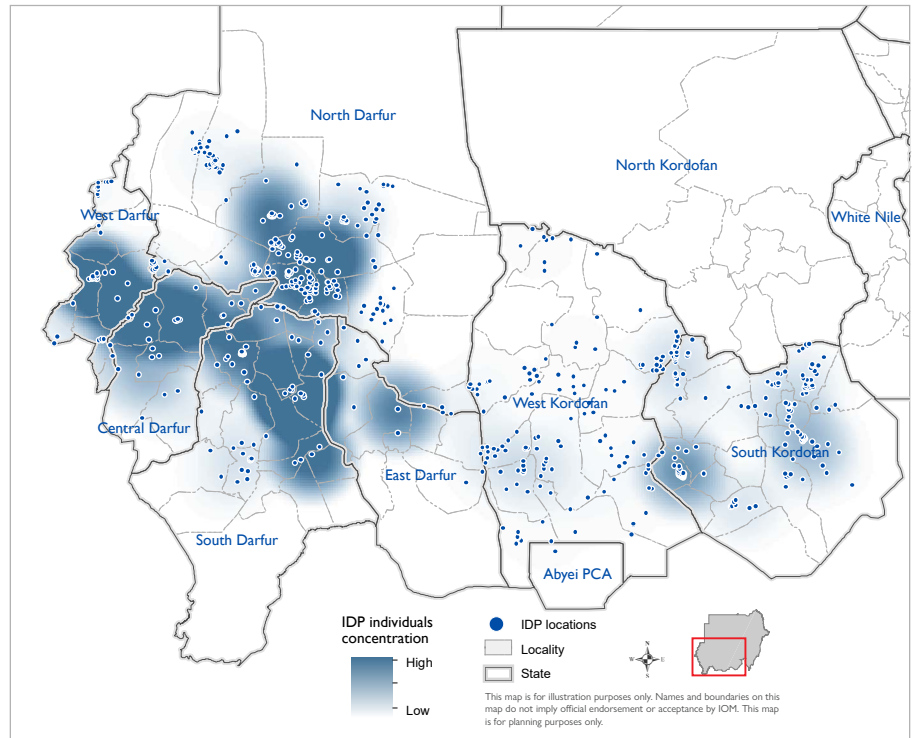 North Darfur
North Kordofan
West Darfur
White Nile
West Kordofan
Central Darfur
South Kordofan
East Darfur
South Darfur
Abyei PCA
IDP individuals
concentration
High
Low
IDP locations
Locality
State
N
W
E
S
This map is for illustration purposes only. Names and boundaries on this
map do not imply official endorsement or acceptance by IOM. This map
is for planning purposes only.